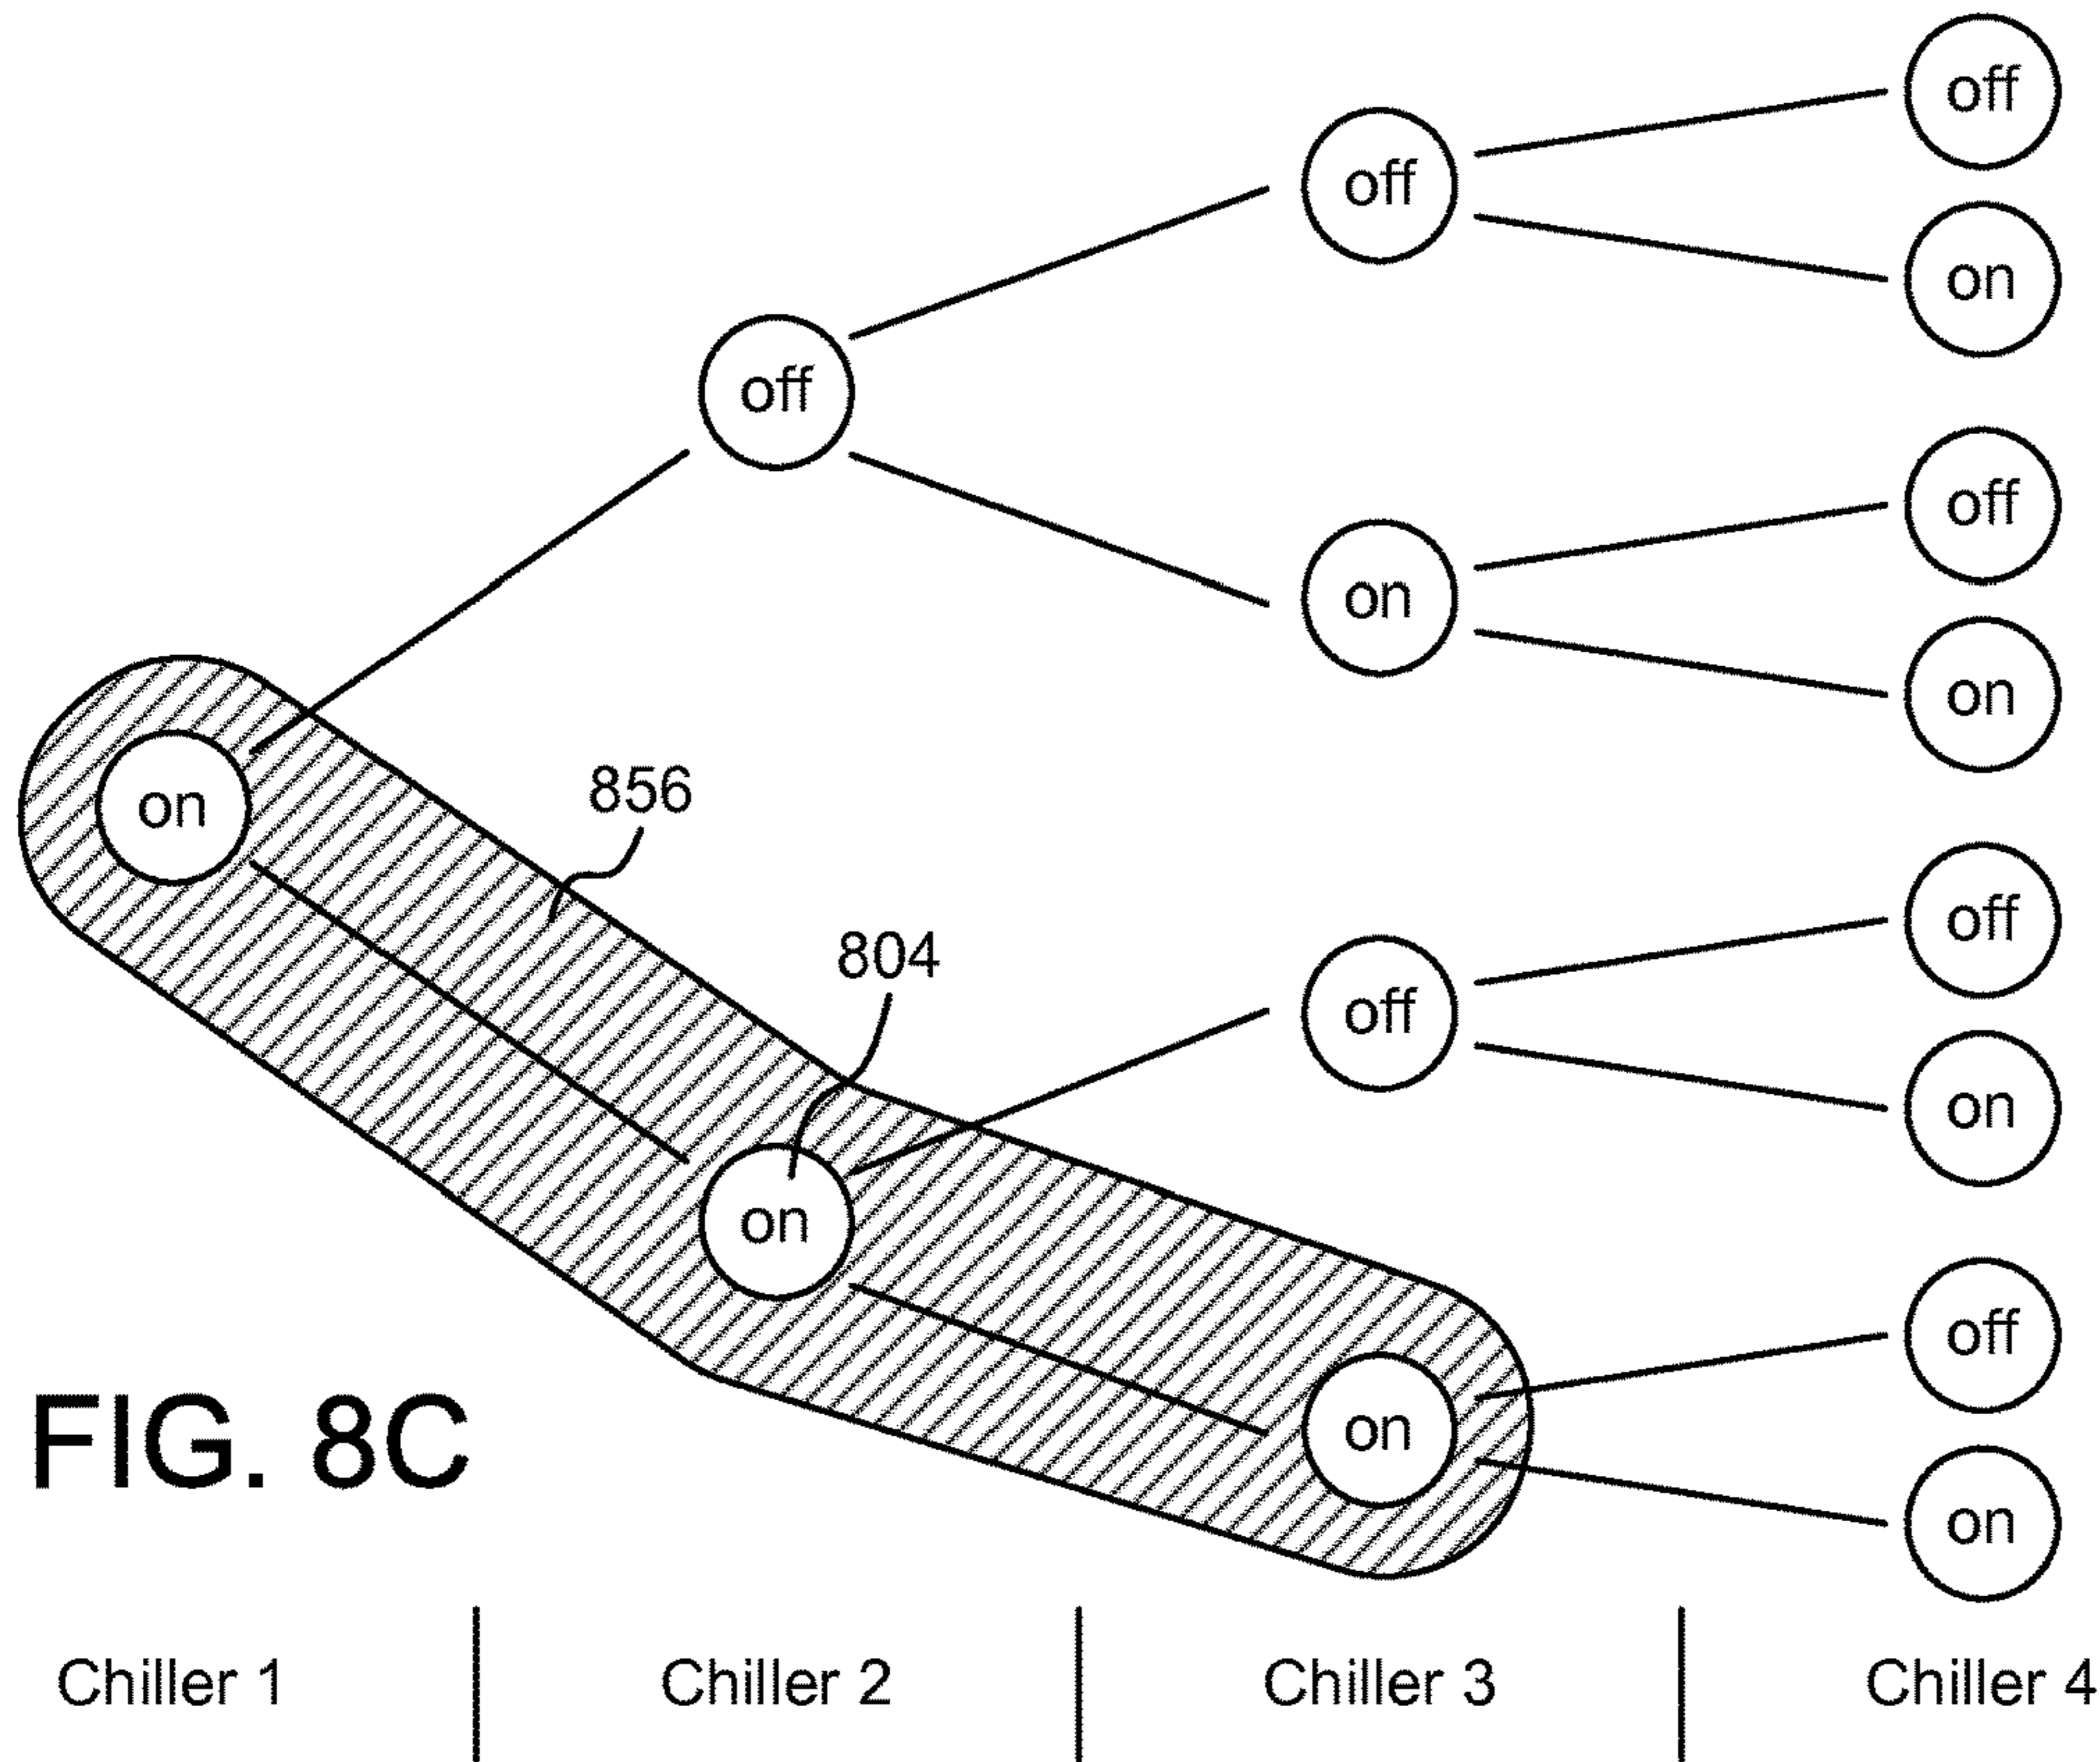 off
off
on
off
off
on
on
on
856
804
off
off
on
on
off
on
on
FIG. 8C
Chiller 1
Chiller 2
Chiller 3
Chiller 4